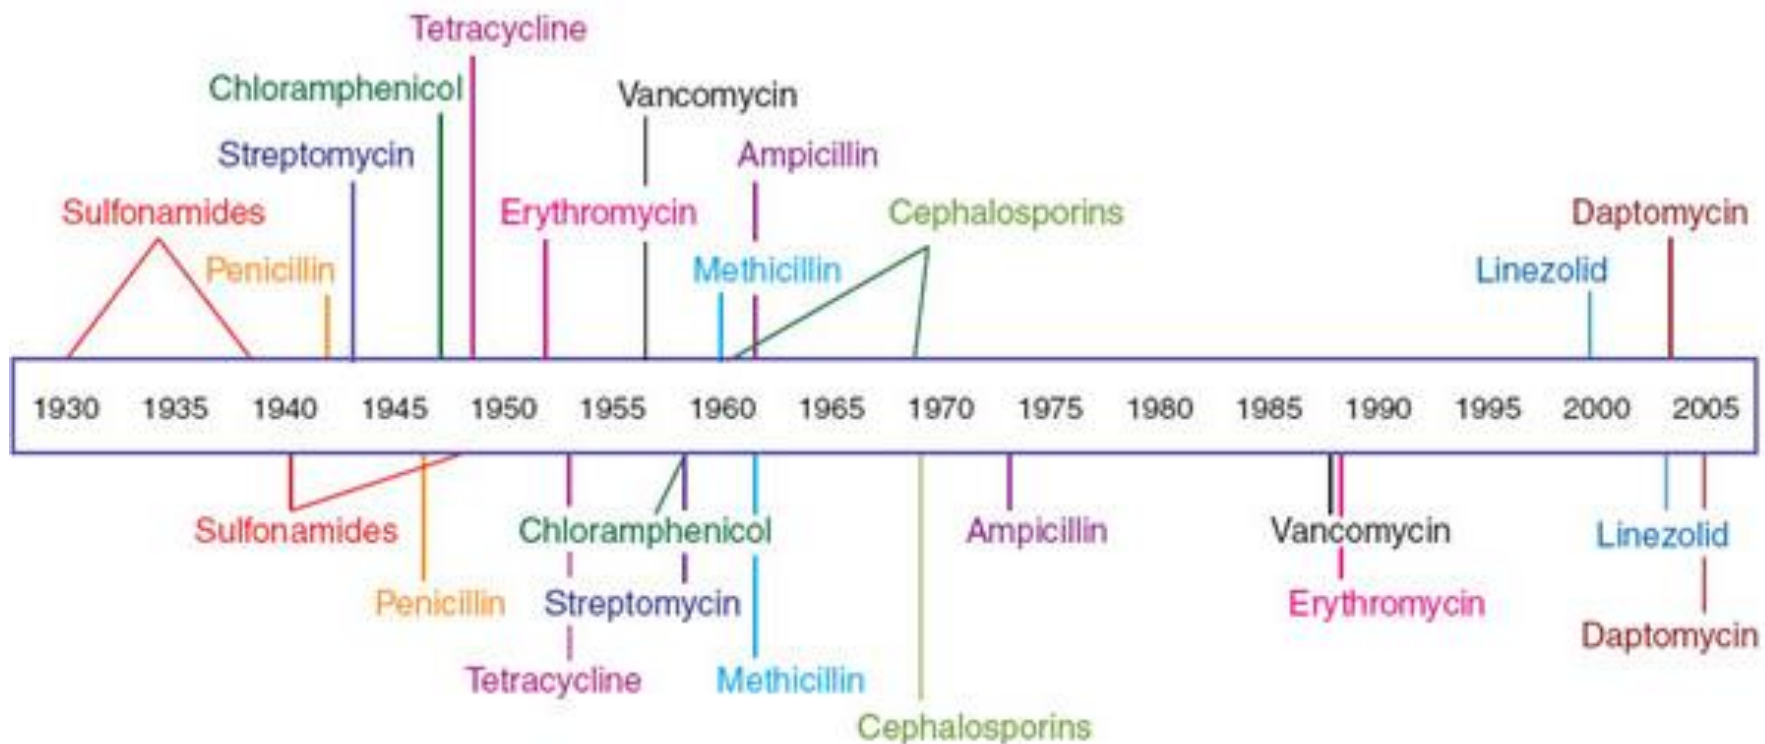 Tetracycline
Chloramphenicol
Vancomycin
Streptomycin
Ampicillin
Sulfonamides
Erythromycin
Cephalosporins
Daptomycin
Penicillin
Methicillin
Linezolid
1930 1935 1940 1945 1950 1955 1960 1965 1970 1975 1980 1985 1990 1995 2000 2005
Sulfonamides
Chloramphenicol
Ampicillin
Vancomycin
Linezolid
Penicillin
Streptomycin
Erythromycin
Daptomycin
Tetracycline
Methicillin
Cephalosporins